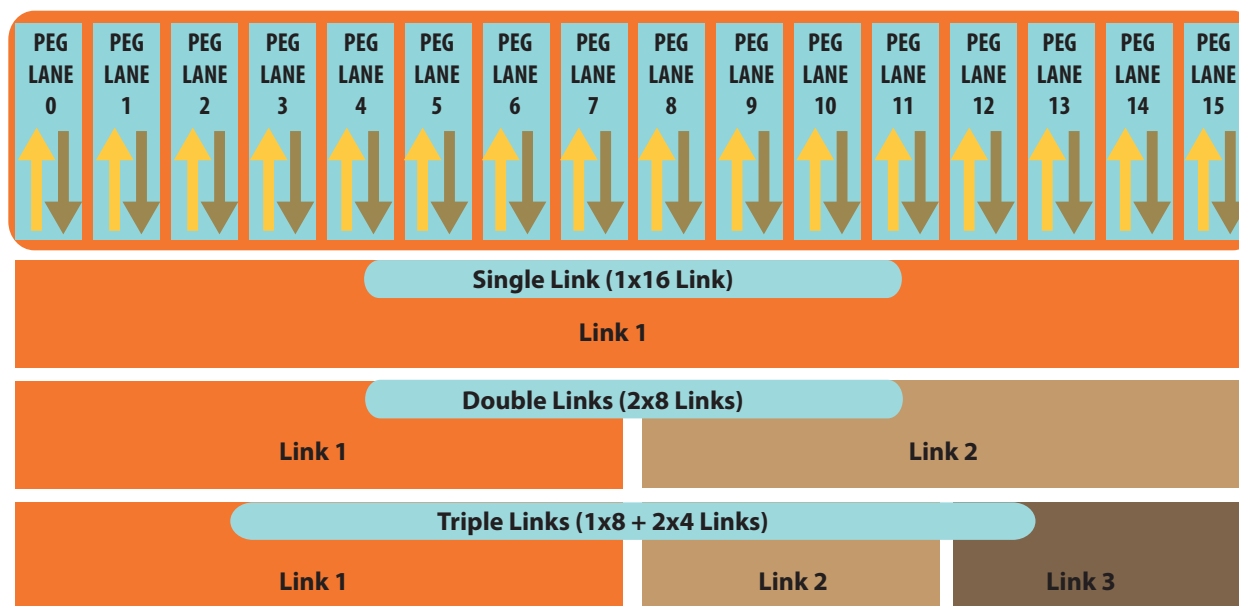 PEG PEG PEG PEG PEG PEG PEG PEG PEG PEG PEG PEG PEG PEG PEG PEG
LANE LANE LANE LANE LANE LANE LANE LANE LANE LANE LANE LANE LANE LANE LANE LANE
0 1 2 3 4 5 6 7 8 9 10 11 12 13 14 15
Single Link (1x16 Link)
Link 1
Double Links (2x8 Links)
Link 1 Link 2
Triple Links (1x8 + 2x4 Links)
Link 1 Link 2 Link 3